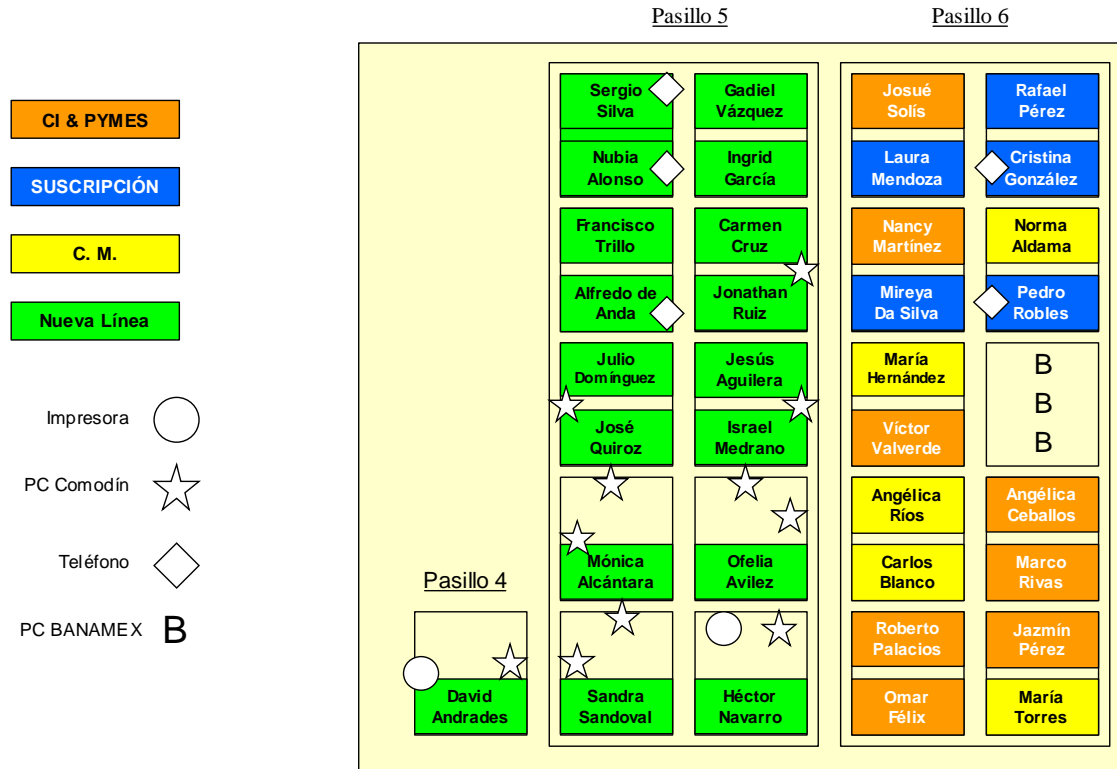 Pasillo 5
Pasillo 6
CI & PYMES
SUSCRIPCIÓN
C. M.
Nueva Línea
Impresora
PC Comodín
Teléfono
PC BANAMEX B
Sergio
Silva
Gadiel
Vázquez
Nubia
Alonso
Ingrid
García
Francisco
Trillo
Carmen
Cruz
Alfredo de
Anda
Jonathan
Ruiz
Julio
Domínguez
Jesús
Aguilera
José
Quiroz
Israel
Medrano
Mónica
Alcántara
Ofelia
Avilez
Pasillo 4
David
Andrades
Sandra
Sandoval
Héctor
Navarro
Josué
Solís
Rafael
Pérez
Laura
Mendoza
Cristina
González
Nancy
Martínez
Norma
Aldama
Mireya
Da Silva
Pedro
Robles
María
Hernández
B
B
B
Víctor
Valverde
Angélica
Ríos
Angélica
Ceballos
Carlos
Blanco
Marco
Rivas
Roberto
Palacios
Jazmín
Pérez
Omar
Félix
María
Torres